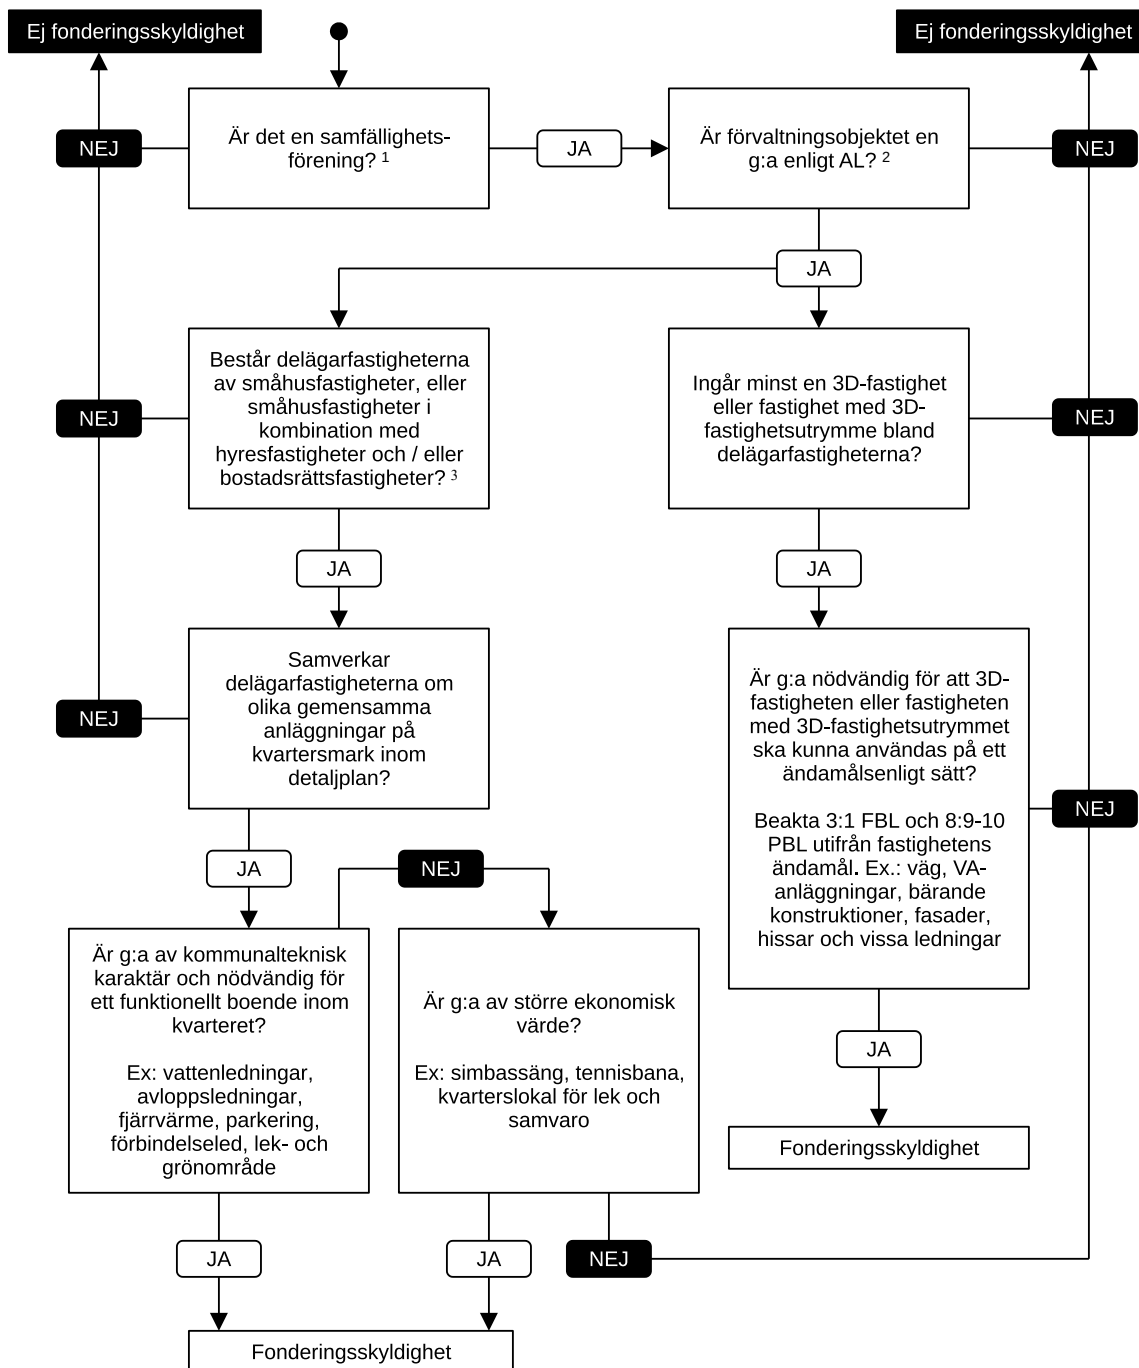 Ej fonderingsskyldighet
Ej fonderingsskyldighet
NEJ
Är det en samfällighets-
förening? 1
JA
Är förvaltningsobjektet en
g:a enligt AL? 2
NEJ
JA
NEJ
Består delägarfastigheterna
av småhusfastigheter, eller
småhusfastigheter i
kombination med
hyresfastigheter och / eller
bostadsrättsfastigheter? 3
Ingår minst en 3D-fastighet
eller fastighet med 3D-
fastighetsutrymme bland
delägarfastigheterna?
NEJ
JA
JA
NEJ
Samverkar
delägarfastigheterna om
olika gemensamma
anläggningar på
kvartersmark inom
detaljplan?
Är g:a nödvändig för att 3D-
fastigheten eller fastigheten
med 3D-fastighetsutrymmet
ska kunna användas på ett
ändamålsenligt sätt?
Beakta 3:1 FBL och 8:9-10
PBL utifrån fastighetens
ändamål. Ex.: väg, VA-
anläggningar, bärande
konstruktioner, fasader,
hissar och vissa ledningar
NEJ
JA
NEJ
Är g:a av kommunalteknisk
karaktär och nödvändig för
ett funktionellt boende inom
kvarteret?
Ex: vattenledningar,
avloppsledningar,
fjärrvärme, parkering,
förbindelseled, lek- och
grönområde
Är g:a av större ekonomisk
värde?
Ex: simbassäng, tennisbana,
kvarterslokal för lek och
samvaro
JA
Fonderingsskyldighet
JA
JA
NEJ
Fonderingsskyldighet